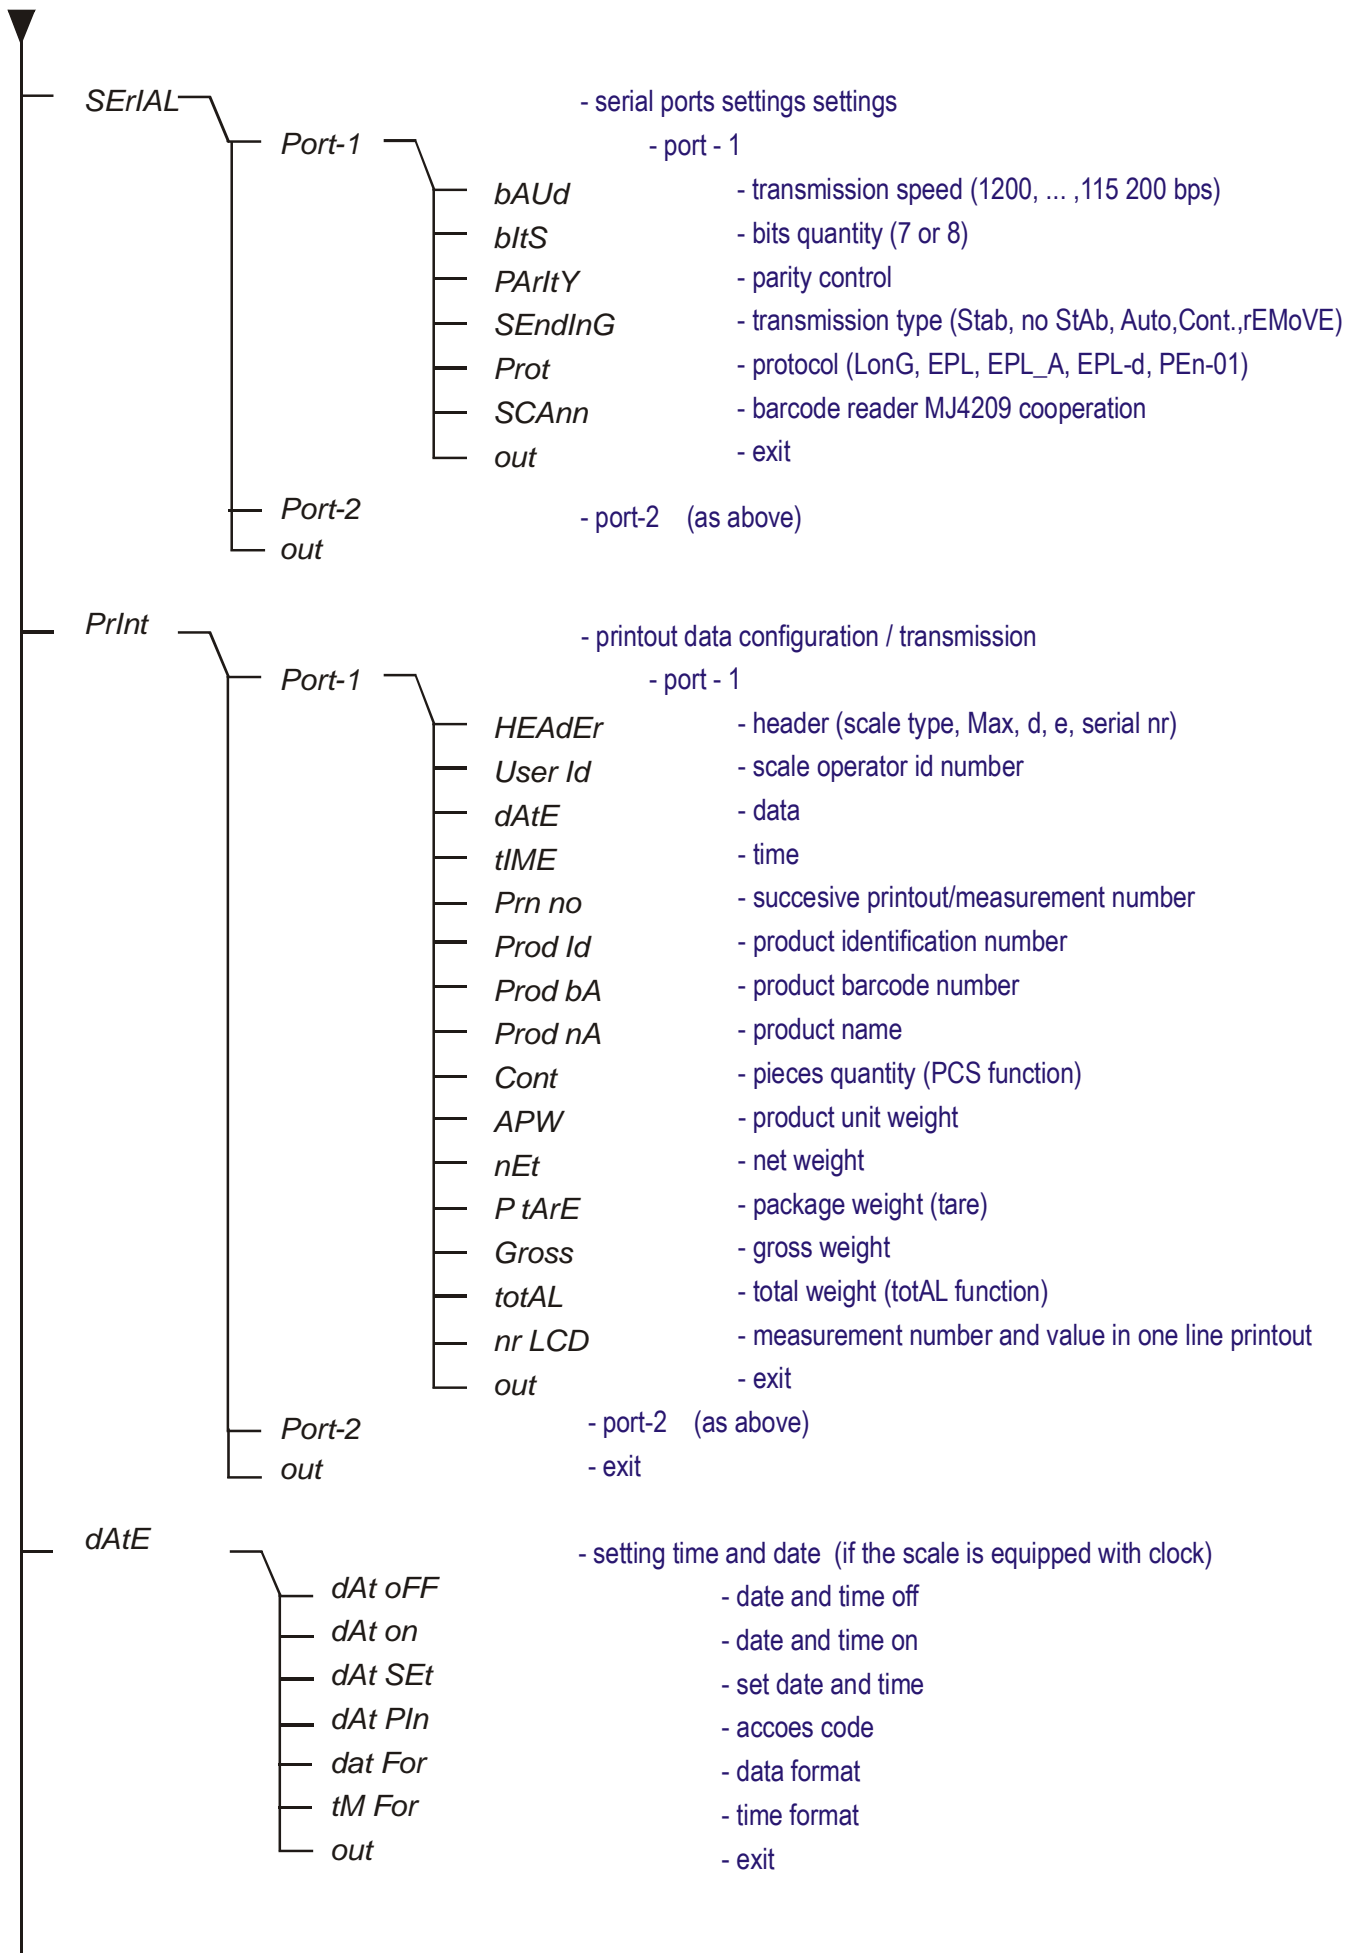 SErIAL - serial ports settings settings
Port-1 - port - 1
bAUd - transmission speed (1200, ... ,115 200 bps)
bItS - bits quantity (7 or 8)
PArItY - parity control
SEndInG - transmission type (Stab, no StAb, Auto,Cont.,rEMoVE)
Prot - protocol (LonG, EPL, EPL_A, EPL-d, PEn-01)
SCAnn - barcode reader MJ4209 cooperation
out - exit
Port-2 - port-2 (as above)
out
PrInt - printout data configuration / transmission
Port-1 - port - 1
HEAdEr - header (scale type, Max, d, e, serial nr)
User Id - scale operator id number
dAtE - data
tIME - time
Prn no - succesive printout/measurement number
Prod Id - product identification number
Prod bA - product barcode number
Prod nA - product name
Cont - pieces quantity (PCS function)
APW - product unit weight
nEt - net weight
P tArE - package weight (tare)
Gross - gross weight
totAL - total weight (totAL function)
nr LCD - measurement number and value in one line printout
out - exit
Port-2 - port-2 (as above)
out - exit
dAtE - setting time and date (if the scale is equipped with clock)
dAt oFF - date and time off
dAt on - date and time on
dAt SEt - set date and time
dAt PIn - accoes code
dat For - data format
tM For - time format
out - exit